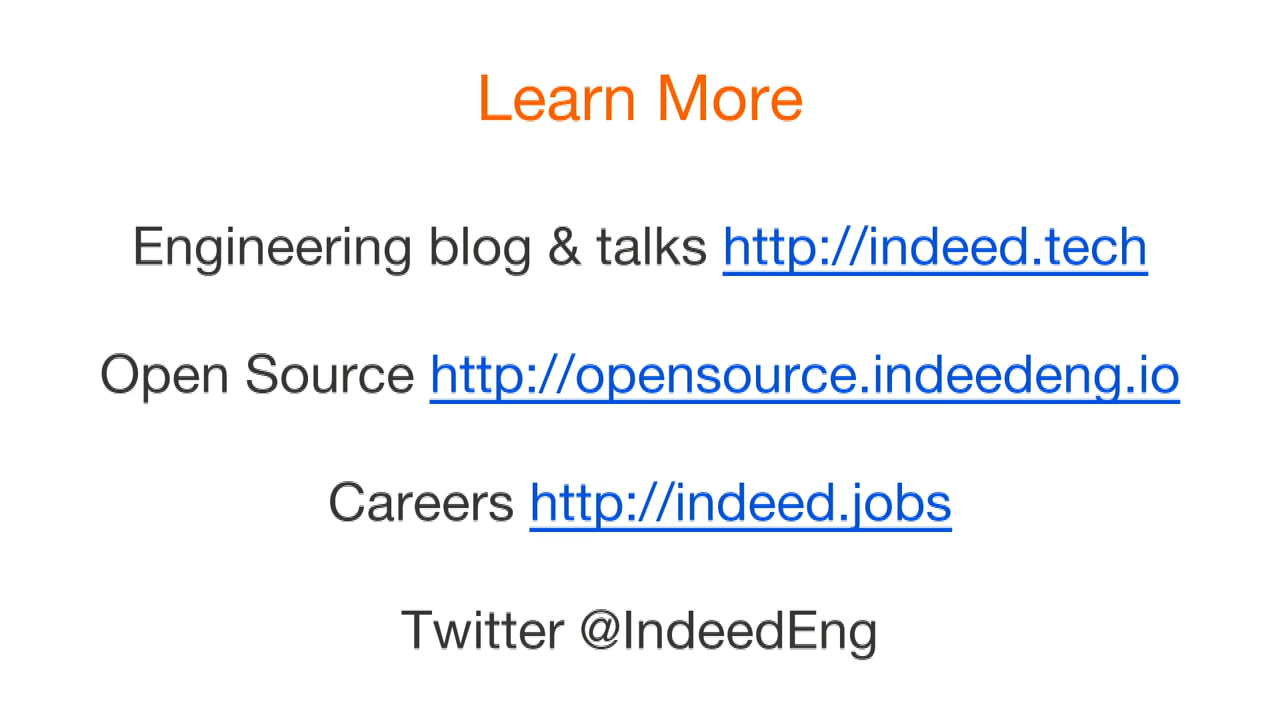 Learn More
Engineering blog & talks http://indeed.tech
Open Source http://opensource.indeedeng.io
Careers http://indeed.jobs
Twitter @IndeedEng